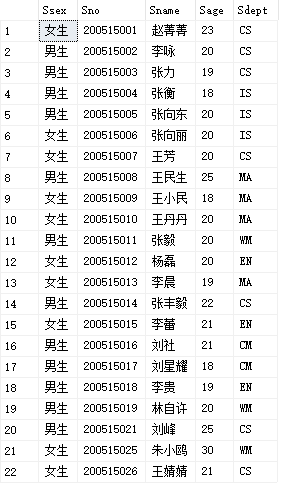 Ssex Sno Sname Sage Sdept
1 女生 200515001 赵菁菁 23 CS
2 男生 200515002 李咏 20 CS
3 男生 200515003 张力 19 CS
4 男生 200515004 张衡 18 IS
5 男生 200515005 张向东 20 IS
6 女生 200515006 张向丽 20 IS
7 女生 200515007 王芳 20 CS
8 男生 200515008 王民生 25 MA
9 女生 200515009 王小民 18 MA
10 女生 200515010 王丹丹 20 MA
11 男生 200515011 张毅 20 WM
12 女生 200515012 杨磊 20 EN
13 女生 200515013 李晨 19 MA
14 男生 200515014 张丰毅 22 CS
15 女生 200515015 李蕾 21 EN
16 男生 200515016 刘社 21 CM
17 男生 200515017 刘星耀 18 CM
18 男生 200515018 李贵 19 EN
19 男生 200515019 林自许 20 WM
20 男生 200515021 刘峰 25 CS
21 女生 200515025 朱小鸥 30 WM
22 女生 200515026 王婧婧 21 CS